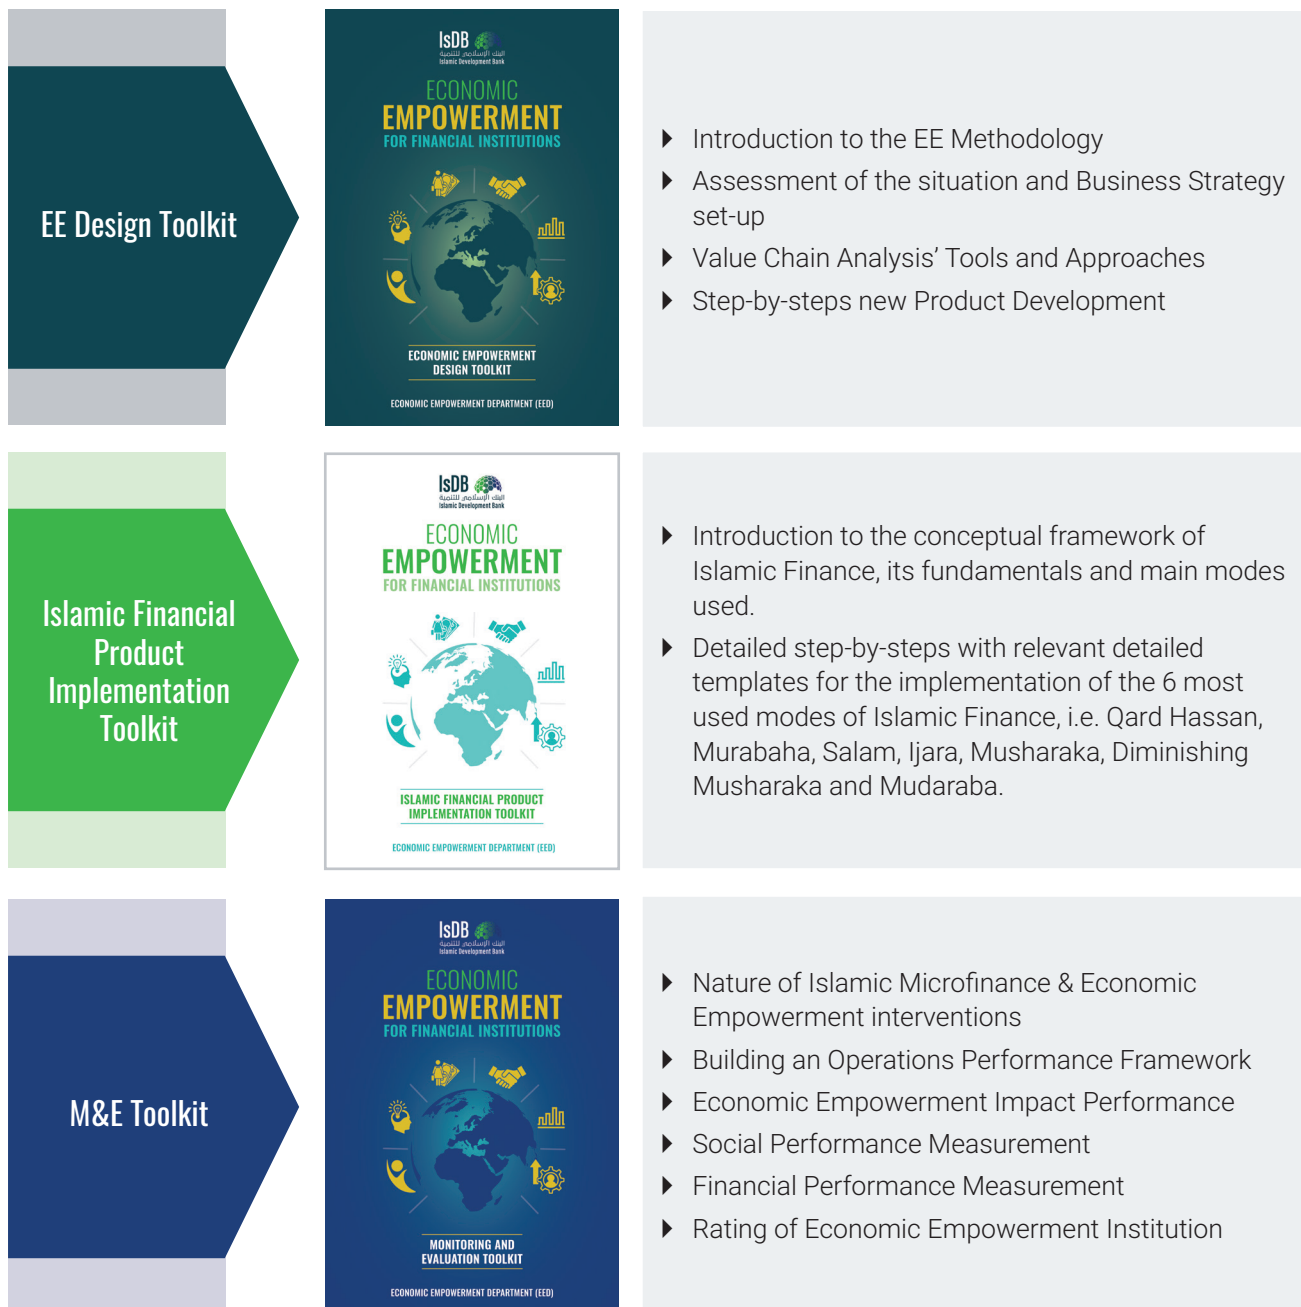 EE Design Toolkit
IsDB
البنك الإسلامي للتنمية
Islamic Development Bank
ECONOMIC
EMPOWERMENT
FOR FINANCIAL INSTITUTIONS
ECONOMIC EMPOWERMENT
DESIGN TOOLKIT
ECONOMIC EMPOWERMENT DEPARTMENT (EED)
Introduction to the EE Methodology
Assessment of the situation and Business Strategy
set-up
Value Chain Analysis’ Tools and Approaches
Step-by-steps new Product Development
Islamic Financial
Product
Implementation
Toolkit
IsDB
البنك الإسلامي للتنمية
Islamic Development Bank
ECONOMIC
EMPOWERMENT
FOR FINANCIAL INSTITUTIONS
ISLAMIC FINANCIAL PRODUCT
IMPLEMENTATION TOOLKIT
ECONOMIC EMPOWERMENT DEPARTMENT (EED)
Introduction to the conceptual framework of
Islamic Finance, its fundamentals and main modes
used.
Detailed step-by-steps with relevant detailed
templates for the implementation of the 6 most
used modes of Islamic Finance, i.e. Qard Hassan,
Murabaha, Salam, Ijara, Musharaka, Diminishing
Musharaka and Mudaraba.
M&E Toolkit
IsDB
البنك الإسلامي للتنمية
Islamic Development Bank
ECONOMIC
EMPOWERMENT
FOR FINANCIAL INSTITUTIONS
MONITORING AND
EVALUATION TOOLKIT
ECONOMIC EMPOWERMENT DEPARTMENT (EED)
Nature of Islamic Microfinance & Economic
Empowerment interventions
Building an Operations Performance Framework
Economic Empowerment Impact Performance
Social Performance Measurement
Financial Performance Measurement
Rating of Economic Empowerment Institution